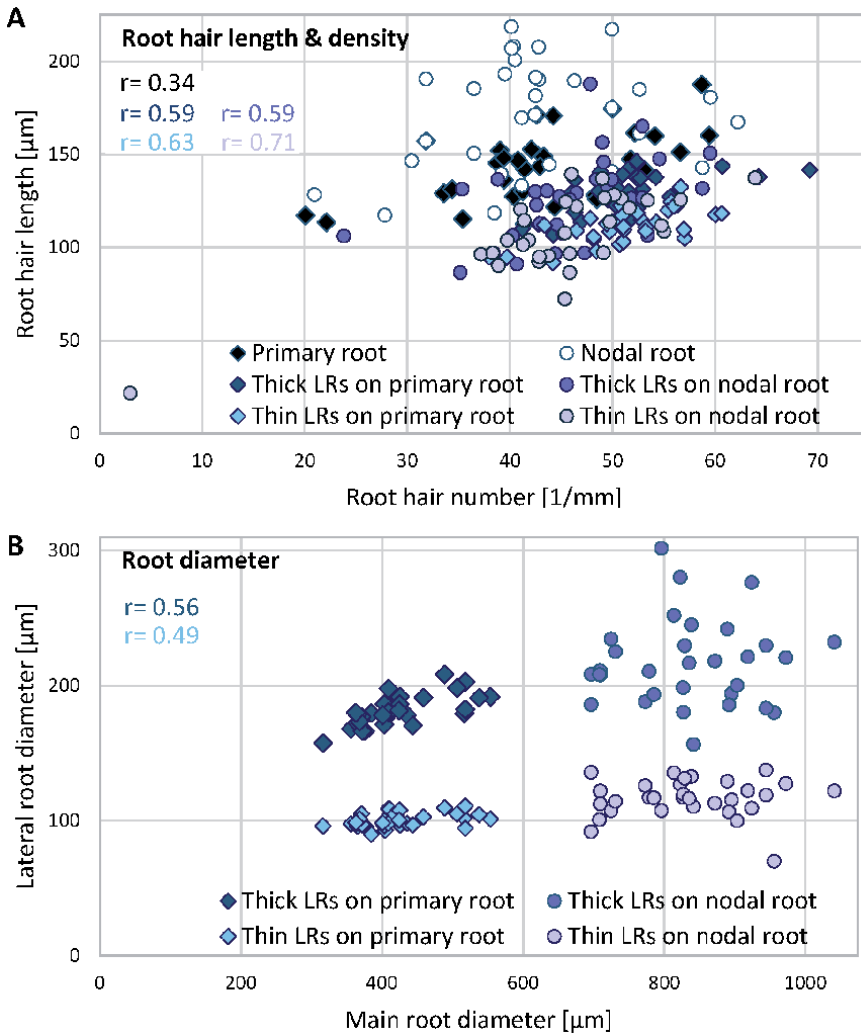 A
Root hair length & density
r= 0.34
r= 0.59 r= 0.59
r= 0.63 r= 0.71
200
150
100
50
0
Root hair length [µm]
Primary root
Nodal root
Thick LRs on primary root
Thick LRs on nodal root
Thin LRs on primary root
Thin LRs on nodal root
0 10 20 30 40 50 60 70
Root hair number [1/mm]
B
Root diameter
r= 0.56
r= 0.49
300
200
100
0
Lateral root diameter [µm]
Thick LRs on primary root
Thick LRs on nodal root
Thin LRs on primary root
Thin LRs on nodal root
0 200 400 600 800 1000
Main root diameter [µm]